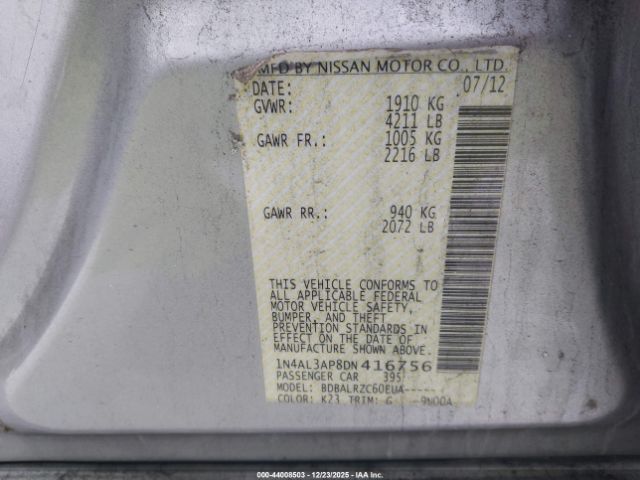 MFD BY NISSAN MOTOR CO., LTD.
DATE: 07/12
GVWR: 1910 KG
4211 LB
GAWR FR.: 1005 KG
2216 LB
GAWR RR.: 940 KG
2072 LB
THIS VEHICLE CONFORMS TO
ALL APPLICABLE FEDERAL
MOTOR VEHICLE SAFETY,
BUMPER, AND THEFT
PREVENTION STANDARDS IN
EFFECT ON THE DATE OF
MANUFACTURE SHOWN ABOVE.
1N4AL3AP8DN416756
PASSENGER CAR 395
MODEL: BDBALRZC60EUA-----
COLOR: K23 TRIM: G
000-44008503 - 12/23/2025 - IAA Inc.